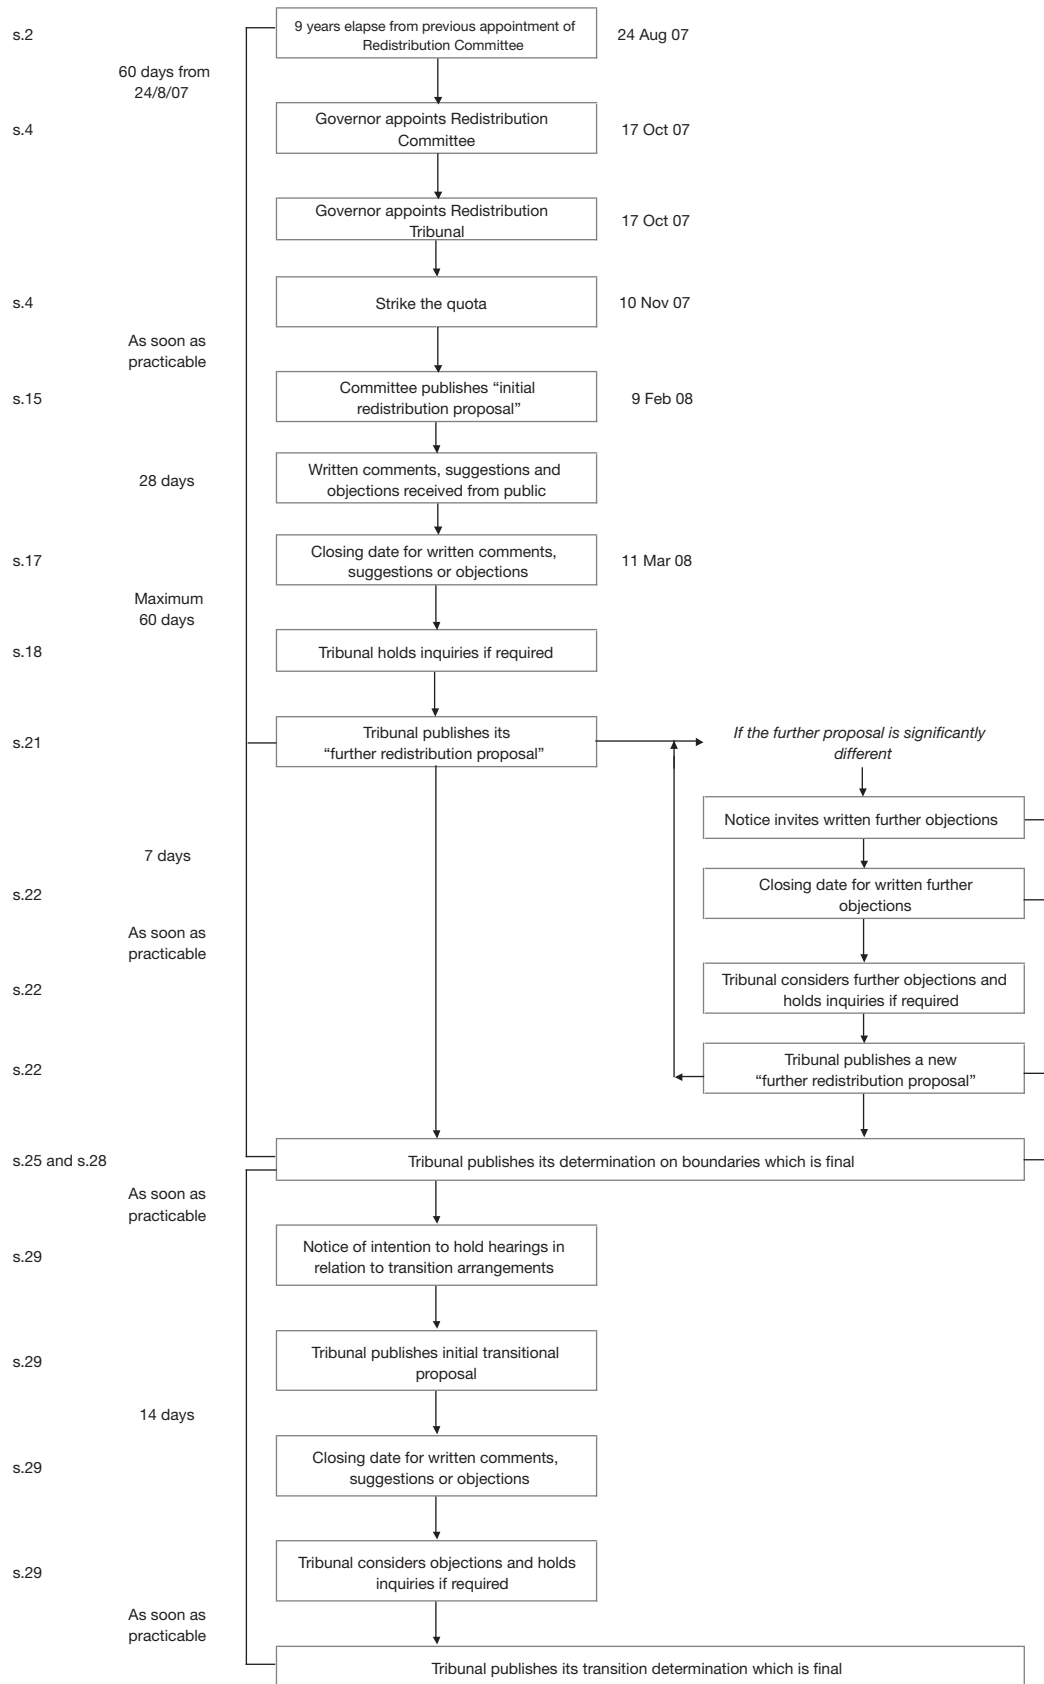 s.2
9 years elapse from previous appointment of
Redistribution Committee
24 Aug 07
60 days from
24/8/07
s.4
Governor appoints Redistribution
Committee
17 Oct 07
Governor appoints Redistribution
Tribunal
17 Oct 07
s.4
Strike the quota
10 Nov 07
As soon as
practicable
s.15
Committee publishes “initial
redistribution proposal”
9 Feb 08
28 days
Written comments, suggestions and
objections received from public
s.17
Closing date for written comments,
suggestions or objections
11 Mar 08
Maximum
60 days
s.18
Tribunal holds inquiries if required
s.21
Tribunal publishes its
“further redistribution proposal”
If the further proposal is significantly
different
Notice invites written further objections
7 days
s.22
Closing date for written further
objections
As soon as
practicable
s.22
Tribunal considers further objections and
holds inquiries if required
s.22
Tribunal publishes a new
“further redistribution proposal”
s.25 and s.28
Tribunal publishes its determination on boundaries which is final
As soon as
practicable
s.29
Notice of intention to hold hearings in
relation to transition arrangements
s.29
Tribunal publishes initial transitional
proposal
14 days
s.29
Closing date for written comments,
suggestions or objections
s.29
Tribunal considers objections and holds
inquiries if required
As soon as
practicable
Tribunal publishes its transition determination which is final